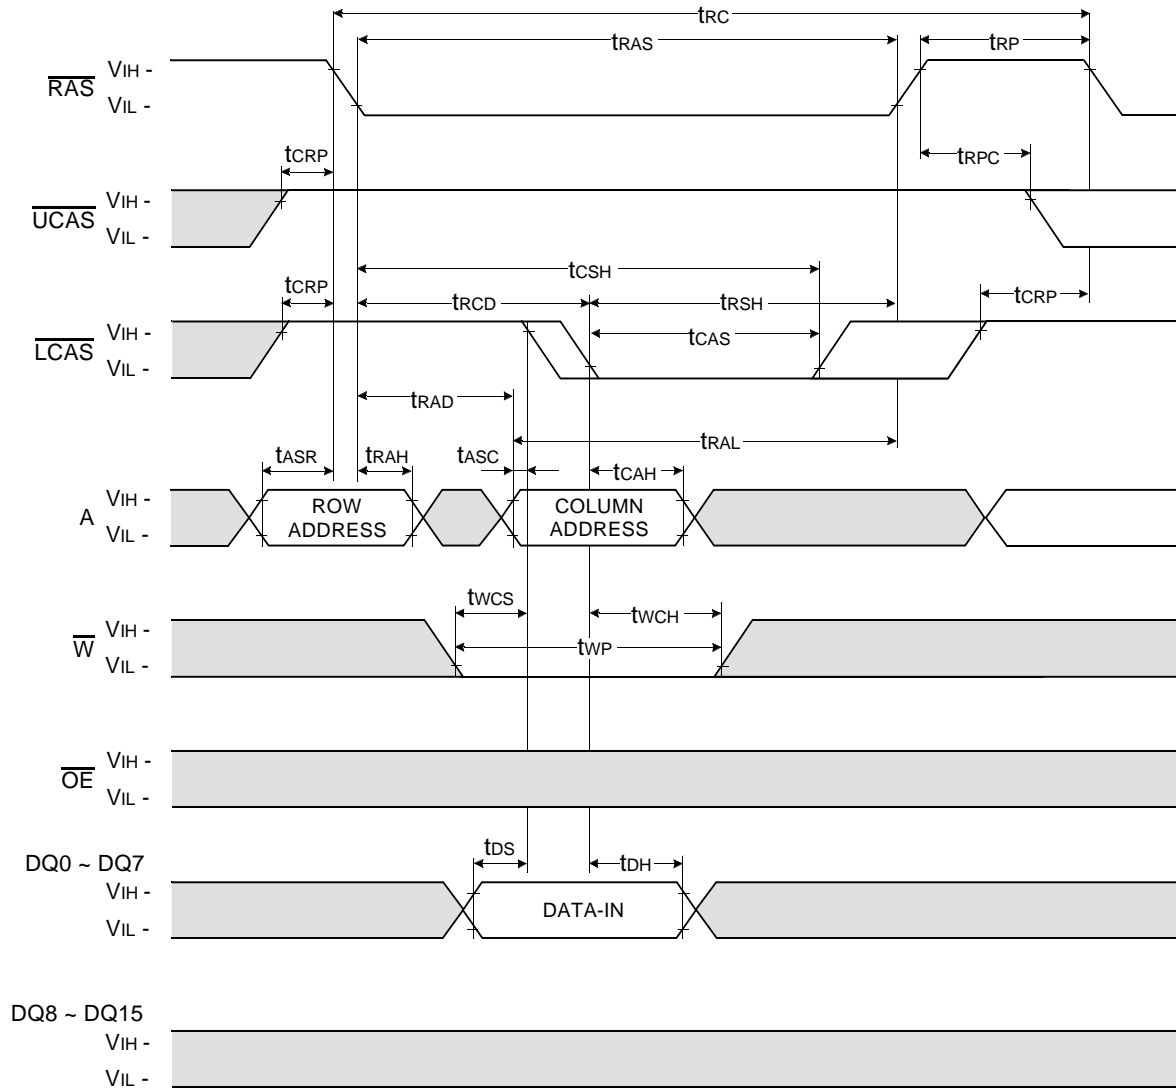 tRC
tRAS
tRP
RAS
VIH -
VIL -
tCRP
tRPC
UCAS
VIH -
VIL -
tCSH
tCRP
tRCD
tRSH
tCRP
LCAS
VIH -
VIL -
tCAS
tRAD
tRAL
tASR
tRAH
tASC
tCAH
A
VIH -
VIL -
ROW
ADDRESS
COLUMN
ADDRESS
tWCS
tWCH
W
VIH -
VIL -
tWP
OE
VIH -
VIL -
tDS
tDH
DQ0 ~ DQ7
VIH -
VIL -
DATA-IN
DQ8 ~ DQ15
VIH -
VIL -